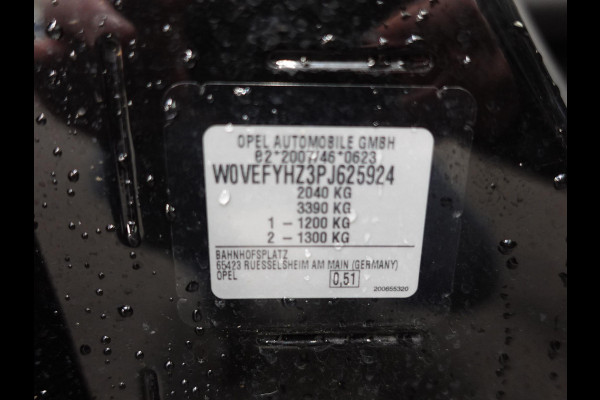 OPEL AUTOMOBILE GMBH
e2*2007/46*0623
W0VEFYHZ3PJ625924
2040 KG
3390 KG
1 – 1200 KG
2 – 1300 KG
BAHNHOFSPLATZ
65423 RUESSELSHEIM AM MAIN (GERMANY)
OPEL 0,51
200655320